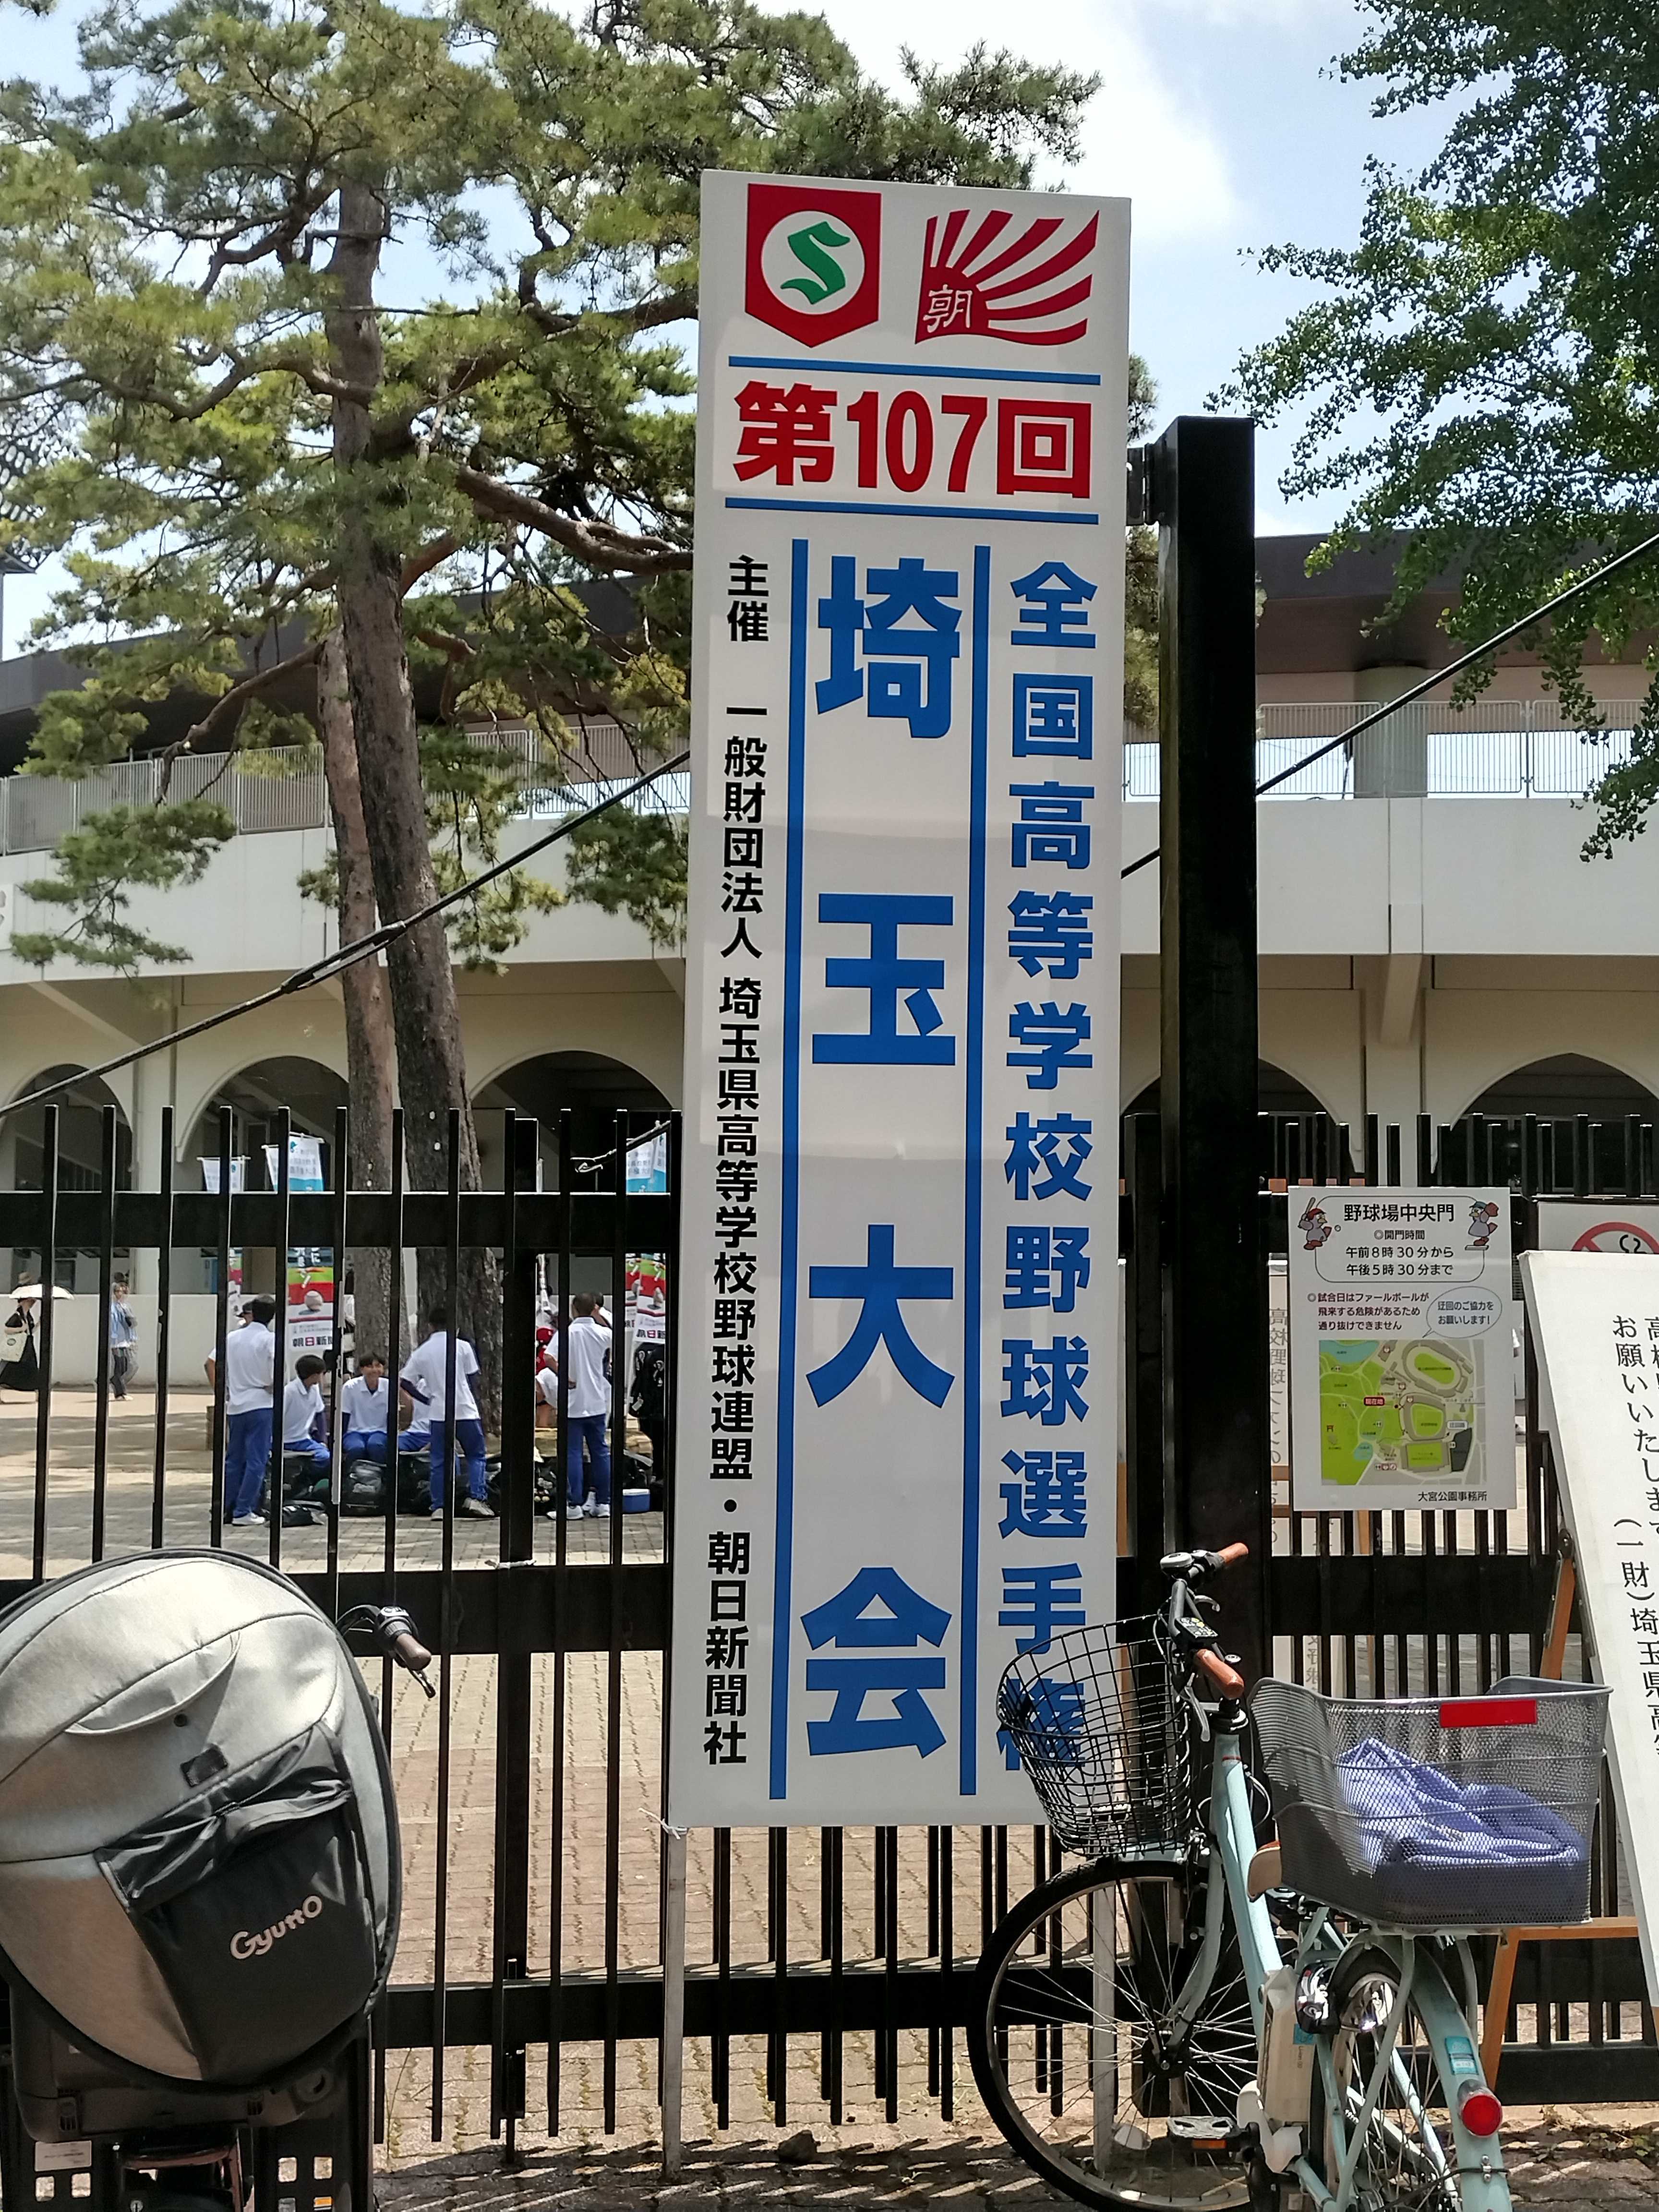 S
朝
第107回
全国高等学校野球選手権
埼玉大会
主催 一般財団法人 埼玉県高等学校野球連盟・朝日新聞社
野球場中央門
◎開門時間
午前8時30分から
午後5時30分まで
◎試合日はファールボールが
飛来する危険があるため
通り抜けできません
迂回のご協力を
お願いします!
大宮公園事務所
お願いいたします
(一財)埼玉県高
朝日新
Gyutto